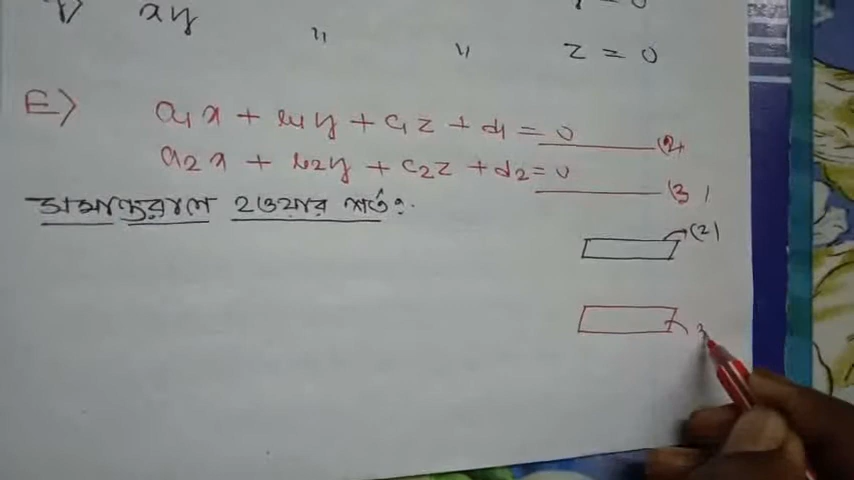 xy " " z = 0
E> a₁x + b₁y + c₁z + d₁ = 0 (2)
a₂x + b₂y + c₂z + d₂ = 0 (3)
সমান্তরাল হওয়ার শর্তঃ
(2)
3